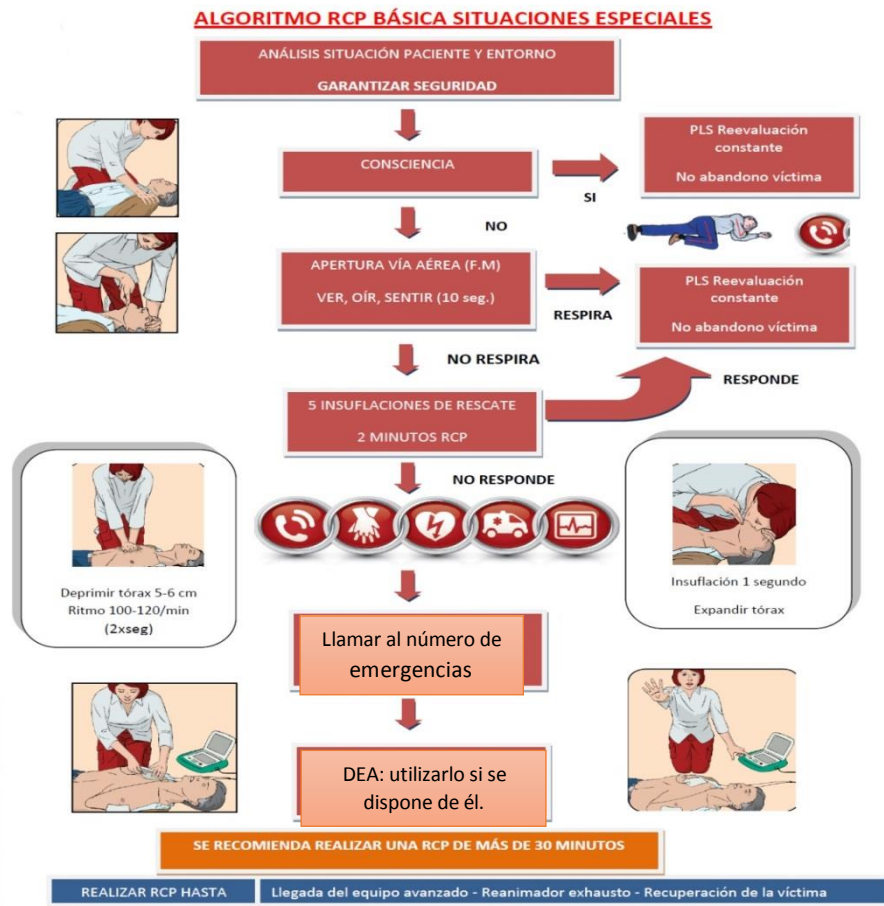 ALGORITMO RCP BÁSICA SITUACIONES ESPECIALES
ANÁLISIS SITUACIÓN PACIENTE Y ENTORNO
GARANTIZAR SEGURIDAD
CONSCIENCIA
SI
PLS Reevaluación
constante
No abandono víctima
NO
APERTURA VÍA AÉREA (F.M)
VER, OÍR, SENTIR (10 seg.)
RESPIRA
PLS Reevaluación
constante
No abandono víctima
NO RESPIRA
RESPONDE
5 INSUFLACIONES DE RESCATE
2 MINUTOS RCP
NO RESPONDE
Deprimir tórax 5-6 cm
Ritmo 100-120/min
(2xseg)
Insuflación 1 segundo
Expandir tórax
Llamar al número de
emergencias
DEA: utilizarlo si se
dispone de él.
SE RECOMIENDA REALIZAR UNA RCP DE MÁS DE 30 MINUTOS
REALIZAR RCP HASTA
Llegada del equipo avanzado - Reanimador exhausto - Recuperación de la víctima